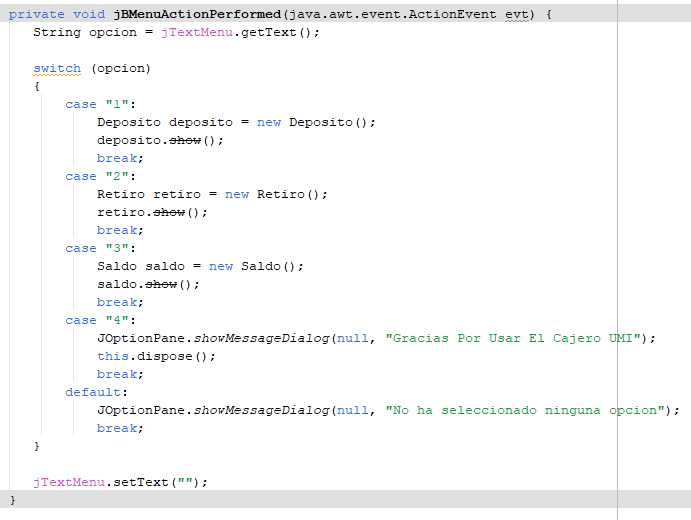 private void jBMenuActionPerformed(java.awt.event.ActionEvent evt) {
String opcion = jTextMenu.getText();
switch (opcion)
{
case "1":
Deposito deposito = new Deposito();
deposito.show();
break;
case "2":
Retiro retiro = new Retiro();
retiro.show();
break;
case "3":
Saldo saldo = new Saldo();
saldo.show();
break;
case "4":
JOptionPane.showMessageDialog(null, "Gracias Por Usar El Cajero UMI");
this.dispose();
break;
default:
JOptionPane.showMessageDialog(null, "No ha seleccionado ninguna opcion");
break;
}
jTextMenu.setText("");
}